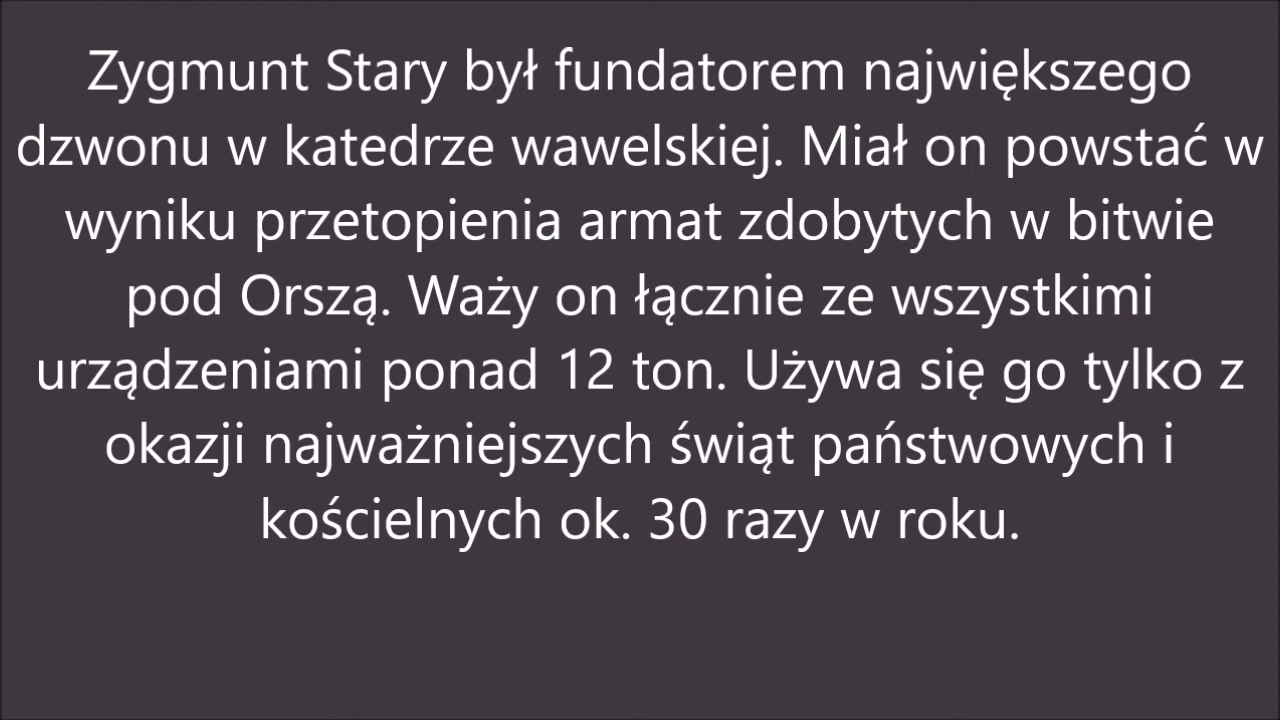 Zygmunt Stary był fundatorem największego
dzwonu w katedrze wawelskiej. Miał on powstać w
wyniku przetopienia armat zdobytych w bitwie
pod Orszą. Waży on łącznie ze wszystkimi
urządzeniami ponad 12 ton. Używa się go tylko z
okazji najważniejszych świąt państwowych i
kościelnych ok. 30 razy w roku.